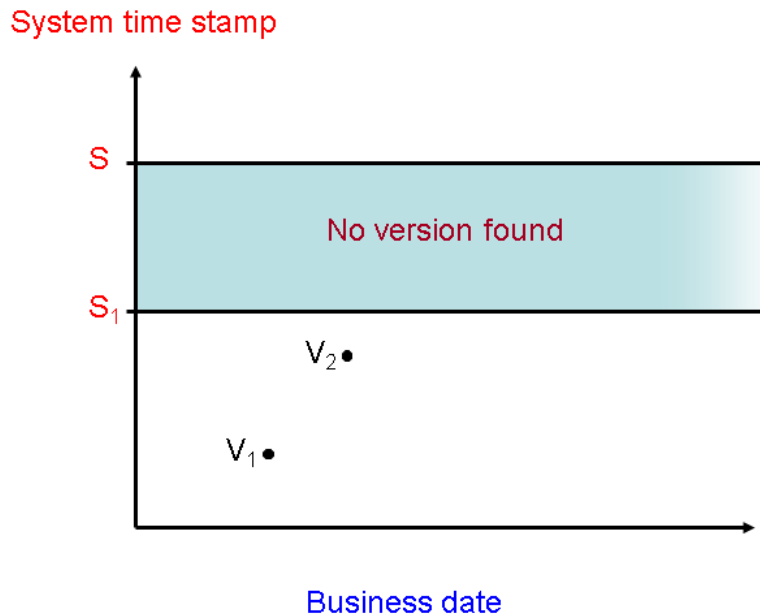 System time stamp
S
No version found
S₁
V₂
V₁
Business date